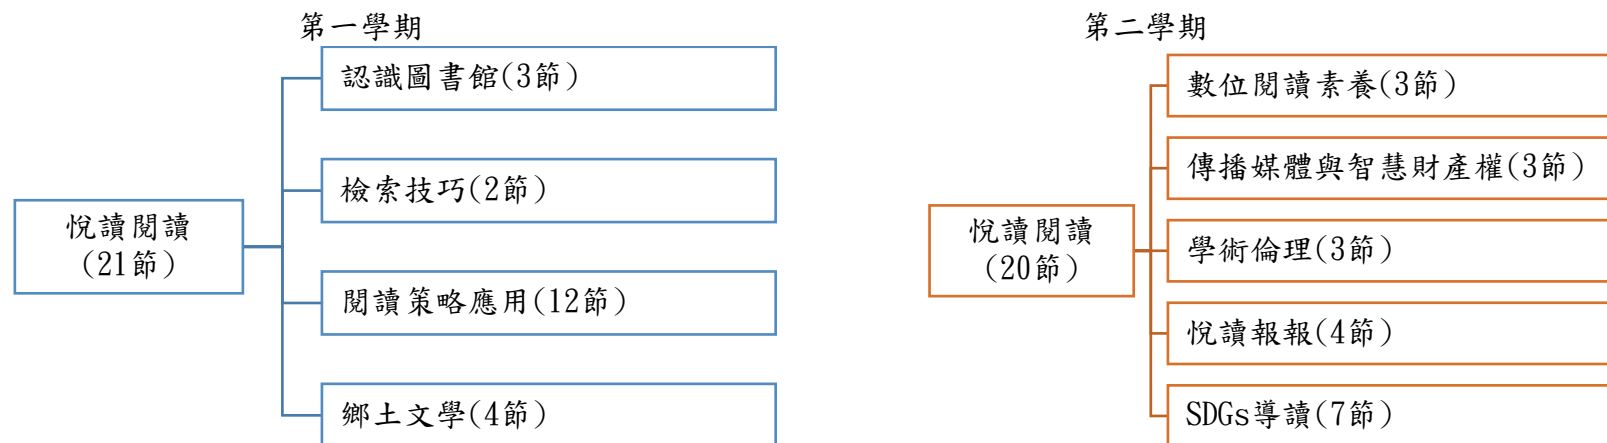 第一學期
悅讀閱讀
(21節)
認識圖書館(3節)
檢索技巧(2節)
閱讀策略應用(12節)
鄉土文學(4節)
第二學期
悅讀閱讀
(20節)
數位閱讀素養(3節)
傳播媒體與智慧財產權(3節)
學術倫理(3節)
悅讀報報(4節)
SDGs導讀(7節)